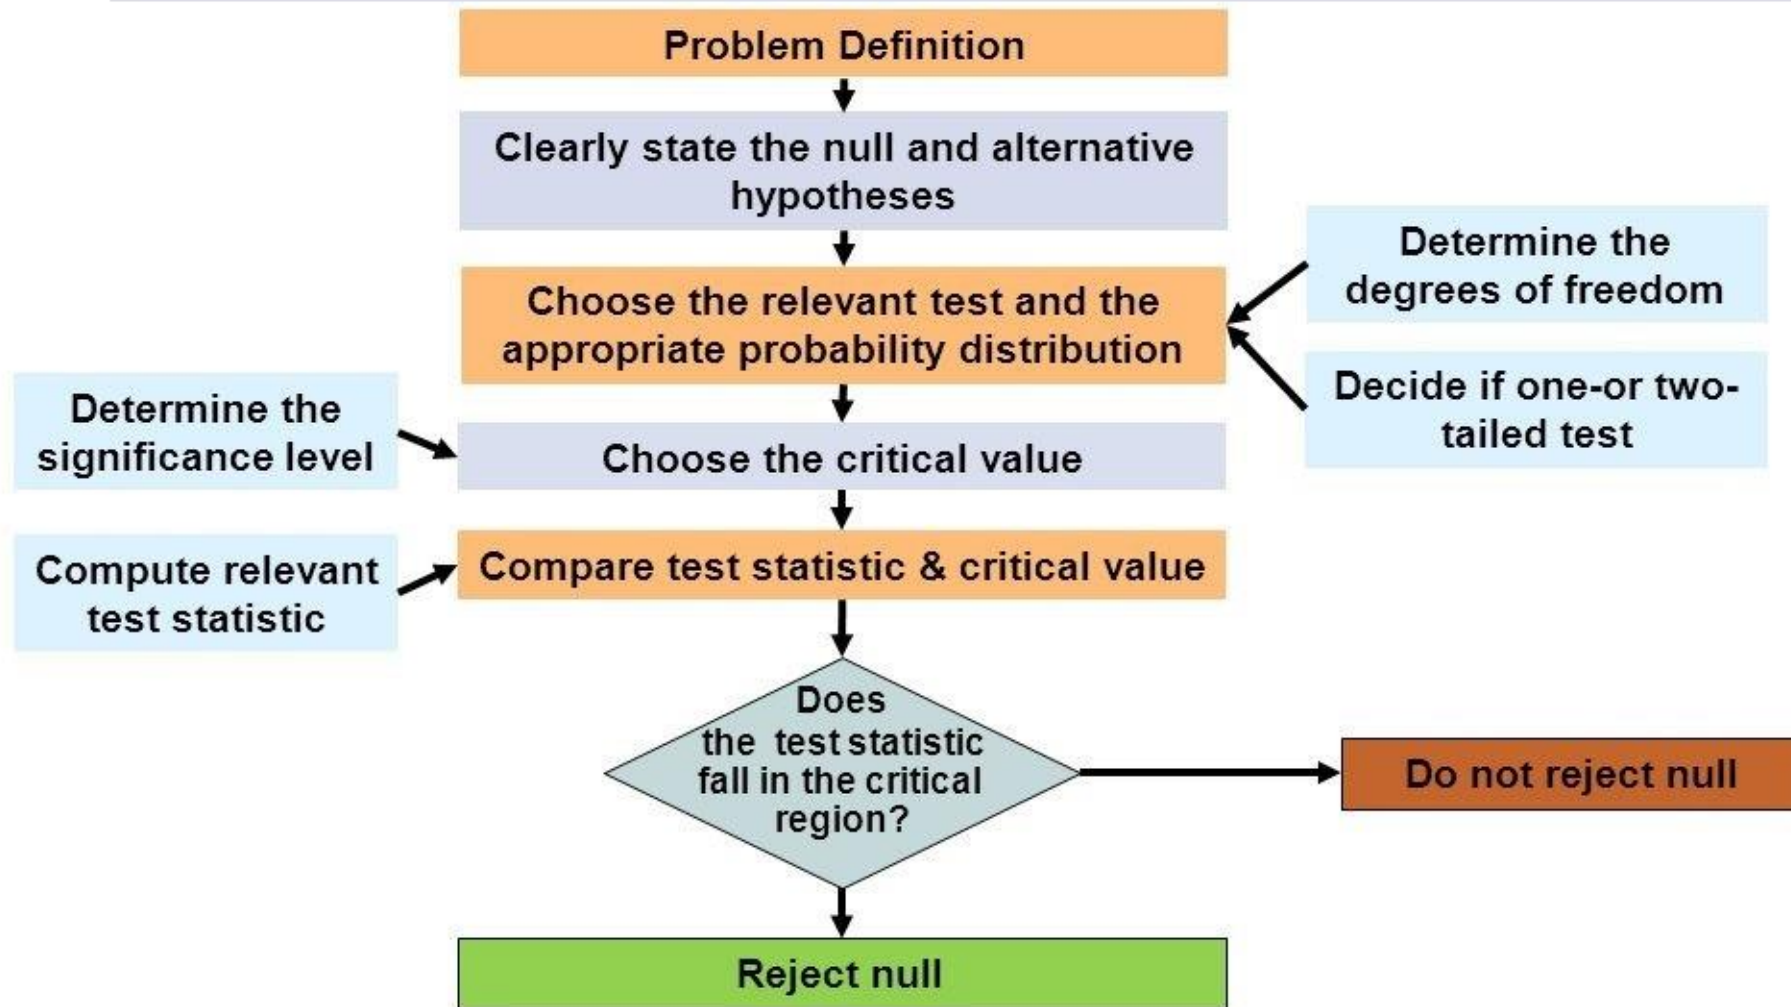 Problem Definition
Clearly state the null and alternative
hypotheses
Determine the
degrees of freedom
Choose the relevant test and the
appropriate probability distribution
Decide if one-or two-
tailed test
Determine the
significance level
Choose the critical value
Compute relevant
test statistic
Compare test statistic & critical value
Does
the test statistic
fall in the critical
region?
Do not reject null
Reject null